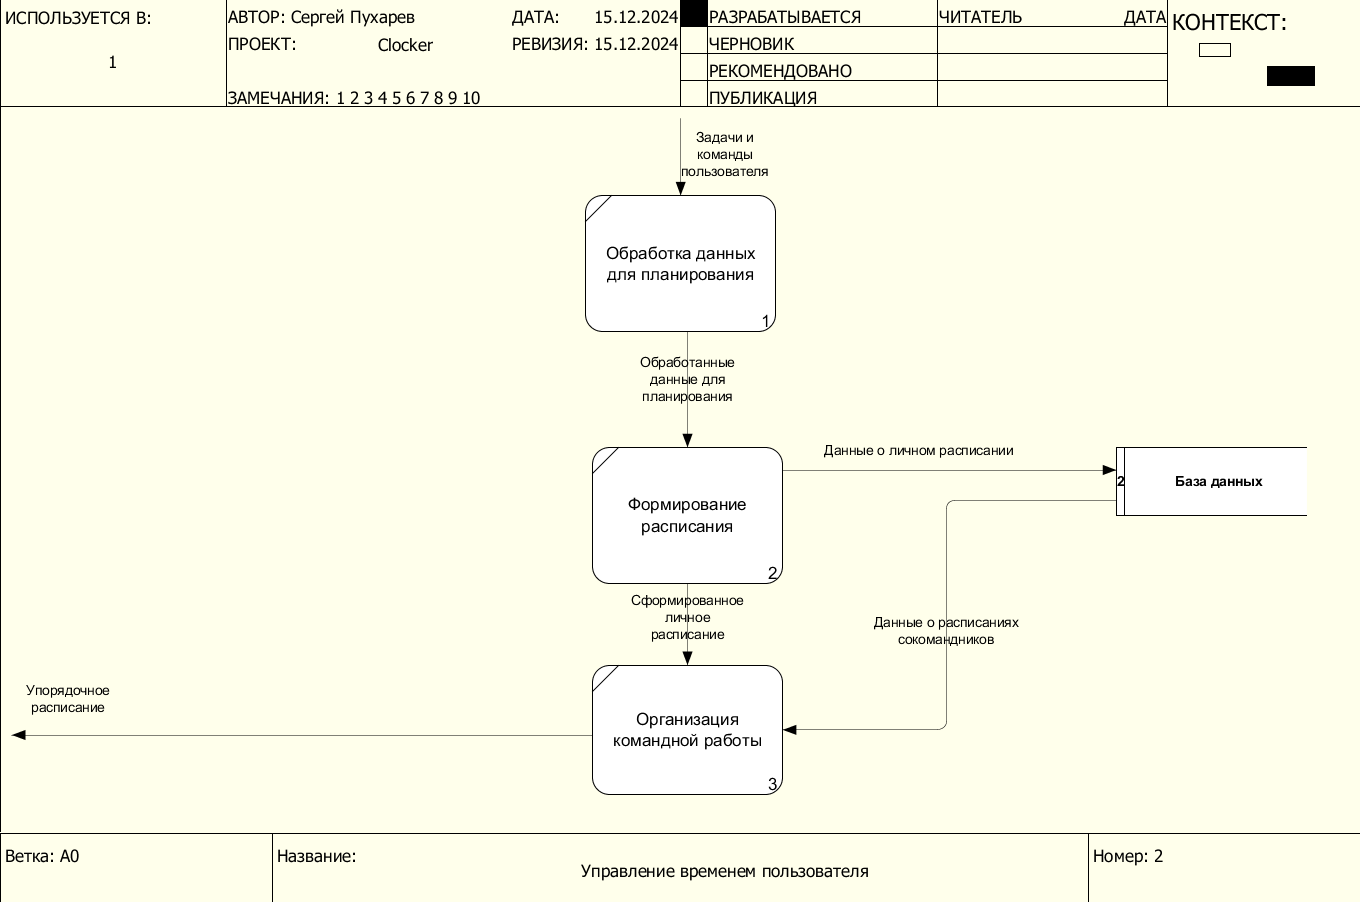 ИСПОЛЬЗУЕТСЯ В:
1
АВТОР: Сергей Пухарев
ДАТА: 15.12.2024
ПРОЕКТ: Clocker
РЕВИЗИЯ: 15.12.2024
ЗАМЕЧАНИЯ: 1 2 3 4 5 6 7 8 9 10
РАЗРАБАТЫВАЕТСЯ
ЧЕРНОВИК
РЕКОМЕНДОВАНО
ПУБЛИКАЦИЯ
ЧИТАТЕЛЬ
ДАТА
КОНТЕКСТ:
Задачи и
команды
пользователя
Обработка данных
для планирования
1
Обработанные
данные для
планирования
Формирование
расписания
2
Данные о личном расписании
2
База данных
Сформированное
личное
расписание
Данные о расписаниях
сокомандников
Организация
командной работы
3
Упорядочное
расписание
Ветка: A0
Название:
Управление временем пользователя
Номер: 2